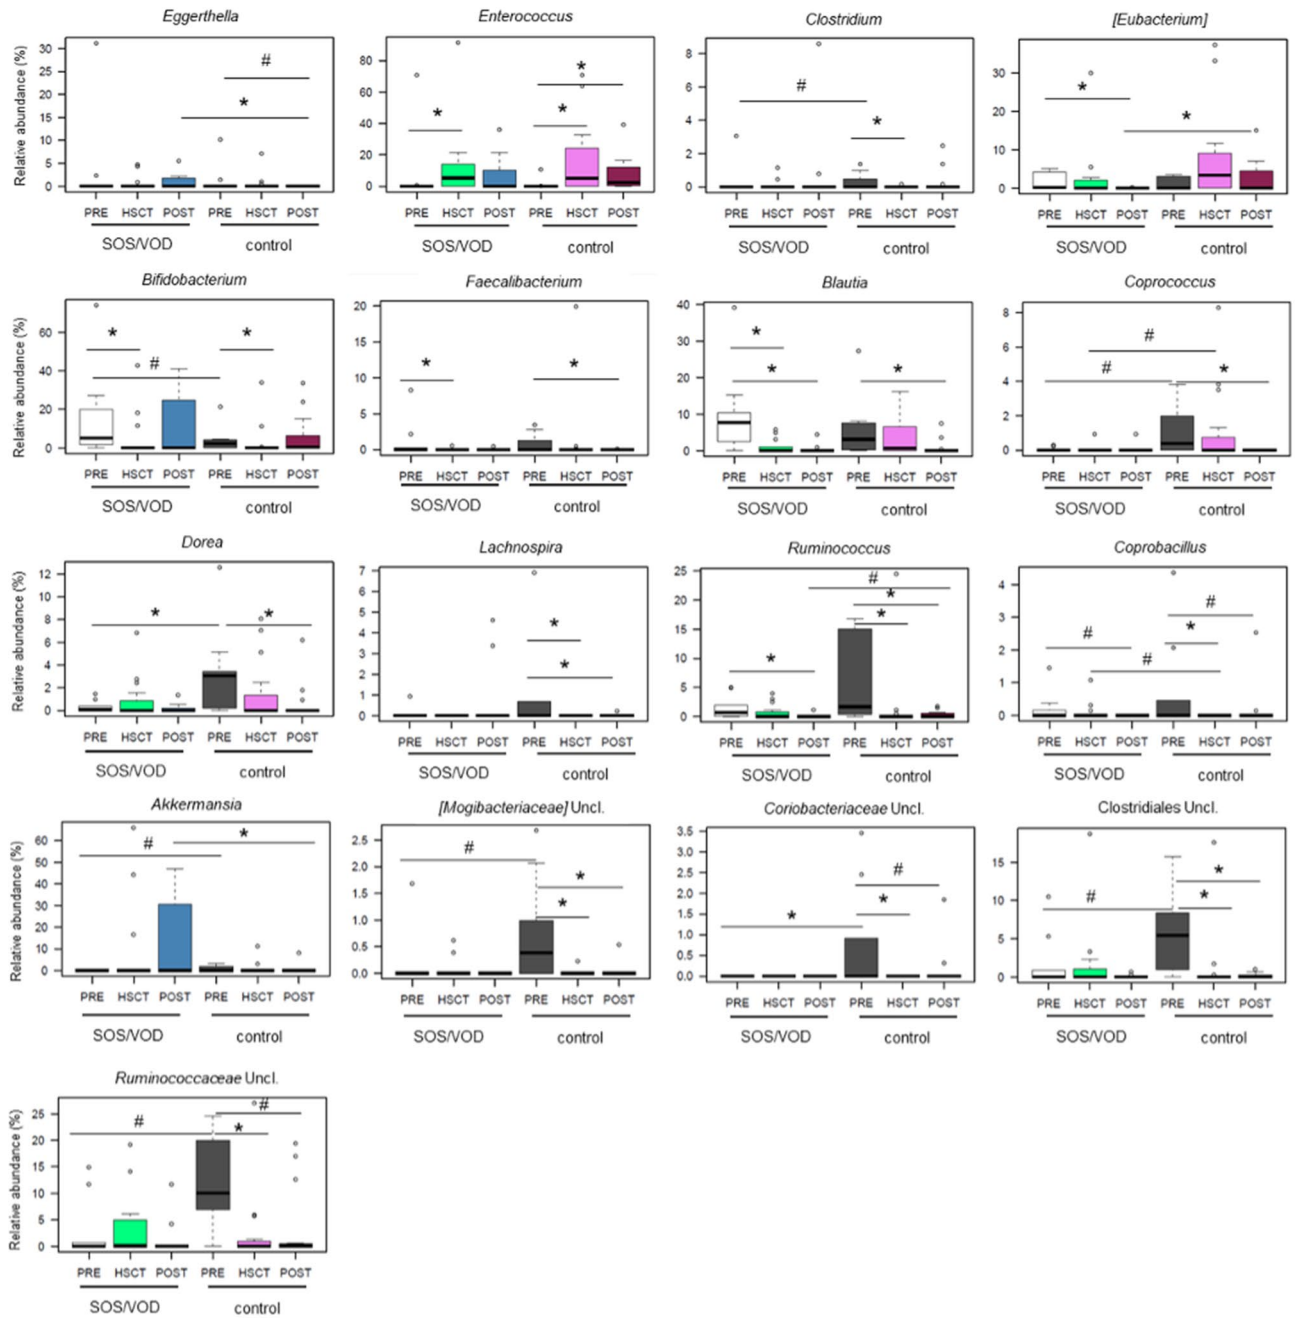 Eggerthella
Relative abundance (%)
30
25
20
15
10
5
0
#
*
*
PRE HSCT POST PRE HSCT POST
SOS/VOD control
Enterococcus
80
60
40
20
0
*
*
*
PRE HSCT POST PRE HSCT POST
SOS/VOD control
Clostridium
8
6
4
2
0
#
*
PRE HSCT POST PRE HSCT POST
SOS/VOD control
[Eubacterium]
30
20
10
0
*
*
PRE HSCT POST PRE HSCT POST
SOS/VOD control
Bifidobacterium
Relative abundance (%)
60
40
20
0
*
#
*
PRE HSCT POST PRE HSCT POST
SOS/VOD control
Faecalibacterium
20
15
10
5
0
*
*
PRE HSCT POST PRE HSCT POST
SOS/VOD control
Blautia
40
30
20
10
0
*
*
*
PRE HSCT POST PRE HSCT POST
SOS/VOD control
Coprococcus
8
6
4
2
0
#
#
*
PRE HSCT POST PRE HSCT POST
SOS/VOD control
Dorea
Relative abundance (%)
12
10
8
6
4
2
0
*
*
PRE HSCT POST PRE HSCT POST
SOS/VOD control
Lachnospira
7
6
5
4
3
2
1
0
*
*
PRE HSCT POST PRE HSCT POST
SOS/VOD control
Ruminococcus
25
20
15
10
5
0
#
*
*
*
PRE HSCT POST PRE HSCT POST
SOS/VOD control
Coprobacillus
4
3
2
1
0
#
*
#
#
PRE HSCT POST PRE HSCT POST
SOS/VOD control
Akkermansia
Relative abundance (%)
60
50
40
30
20
10
0
#
*
PRE HSCT POST PRE HSCT POST
SOS/VOD control
[Mogibacteriaceae] Uncl.
2.5
2.0
1.5
1.0
0.5
0.0
#
*
*
PRE HSCT POST PRE HSCT POST
SOS/VOD control
Coriobacteriaceae Uncl.
3.5
3.0
2.5
2.0
1.5
1.0
0.5
0.0
#
*
*
PRE HSCT POST PRE HSCT POST
SOS/VOD control
Clostridiales Uncl.
15
10
5
0
*
*
#
PRE HSCT POST PRE HSCT POST
SOS/VOD control
Ruminococcaceae Uncl.
Relative abundance (%)
25
20
15
10
5
0
#
#
*
PRE HSCT POST PRE HSCT POST
SOS/VOD control